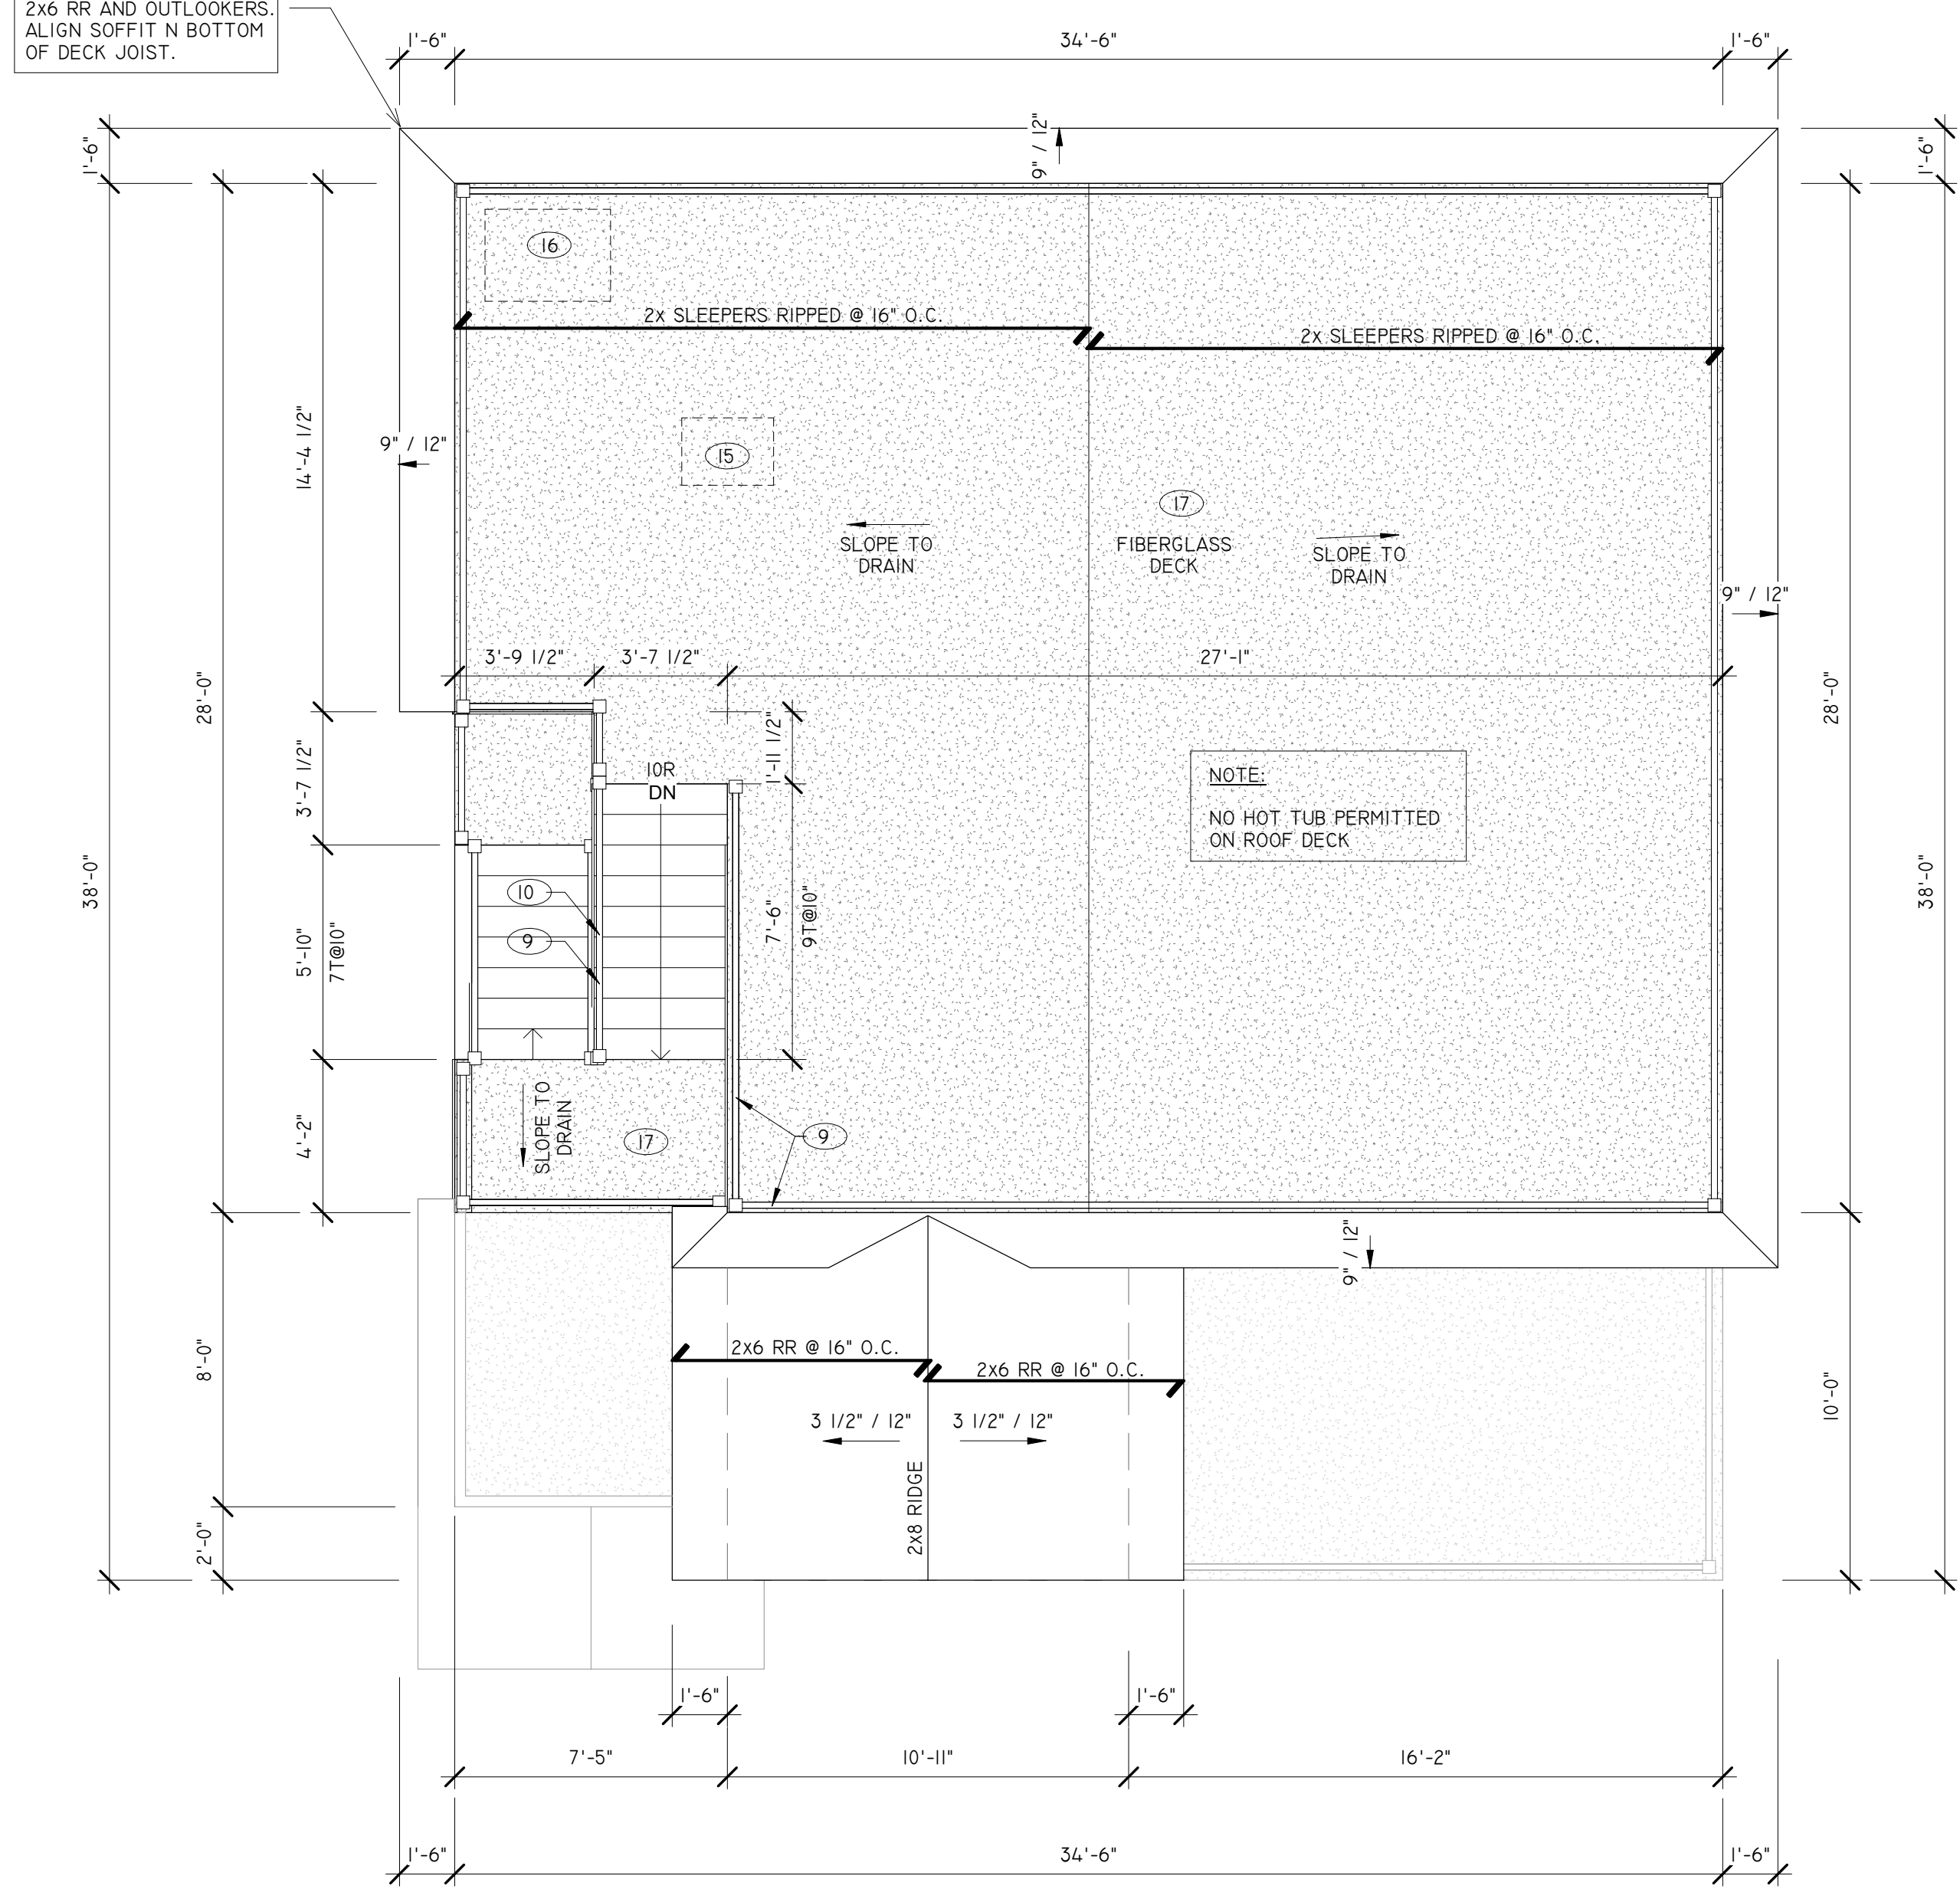 2x6 RR AND OUTLOOKERS.
ALIGN SOFFIT N BOTTOM
OF DECK JOIST.
1'-6"
34'-6"
1'-6"
1'-6"
9" / 12"
1'-6"
16
2x SLEEPERS RIPPED @ 16" O.C.
2x SLEEPERS RIPPED @ 16" O.C.
14'-4 1/2"
9" / 12"
15
17
FIBERGLASS
DECK
SLOPE TO
DRAIN
SLOPE TO
DRAIN
9" / 12"
3'-9 1/2"
3'-7 1/2"
27'-1"
28'-0"
28'-0"
1'-11 1/2"
3'-7 1/2"
10R
DN
NOTE:
NO HOT TUB PERMITTED
ON ROOF DECK
38'-0"
38'-0"
10
9
7'-6"
9T@10"
5'-10"
7T@10"
4'-2"
SLOPE TO
DRAIN
17
9
9" / 12"
8'-0"
2x6 RR @ 16" O.C.
2x6 RR @ 16" O.C.
10'-0"
3 1/2" / 12"
3 1/2" / 12"
2x8 RIDGE
2'-0"
1'-6"
1'-6"
7'-5"
10'-11"
16'-2"
1'-6"
34'-6"
1'-6"